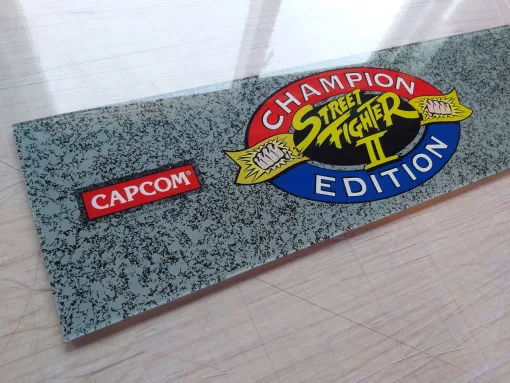 CAPCOM®
CHAMPION
STREET
FIGHTER
II
EDITION